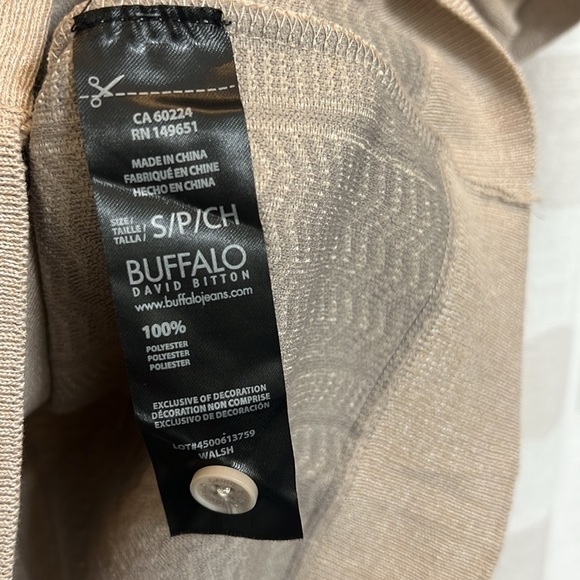 CA 60224
RN 149651
MADE IN CHINA
FABRIQUÉ EN CHINE
HECHO EN CHINA
SIZE/
TAILLE/
TALLA/
S/P/CH
BUFFALO
DAVID BITTON
www.buffalojeans.com
100%
POLYESTER
POLYESTER
POLIESTER
EXCLUSIVE OF DECORATION
DÉCORATION NON COMPRISE
EXCLUSIVO DE DECORACIÓN
LOT#4500613759
WALSH